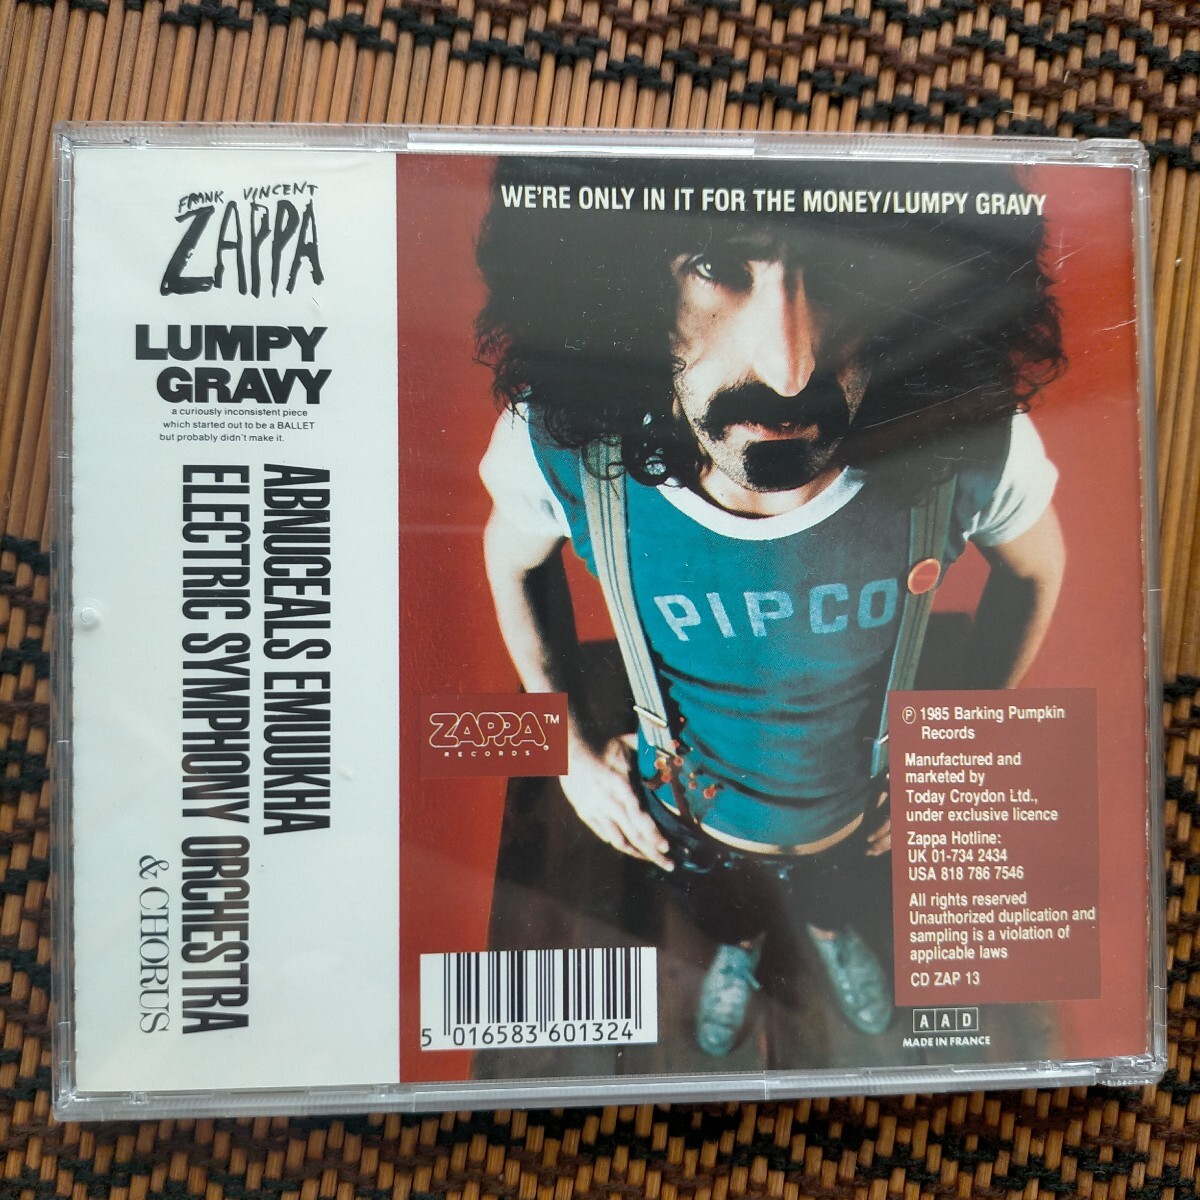 FRANK VINCENT
ZAPPA
LUMPY
GRAVY
a curiously inconsistent piece
which started out to be a BALLET
but probably didn't make it.
ABNUCEALS EMUUKHA
ELECTRIC SYMPHONY ORCHESTRA
& CHORUS
WE'RE ONLY IN IT FOR THE MONEY/LUMPY GRAVY
PIPCO
ZAPPA™
RECORDS
℗ 1985 Barking Pumpkin
Records
Manufactured and
marketed by
Today Croydon Ltd.,
under exclusive licence
Zappa Hotline:
UK 01-734 2434
USA 818 786 7546
All rights reserved
Unauthorized duplication and
sampling is a violation of
applicable laws
CD ZAP 13
AAD
MADE IN FRANCE
5 016583 601324